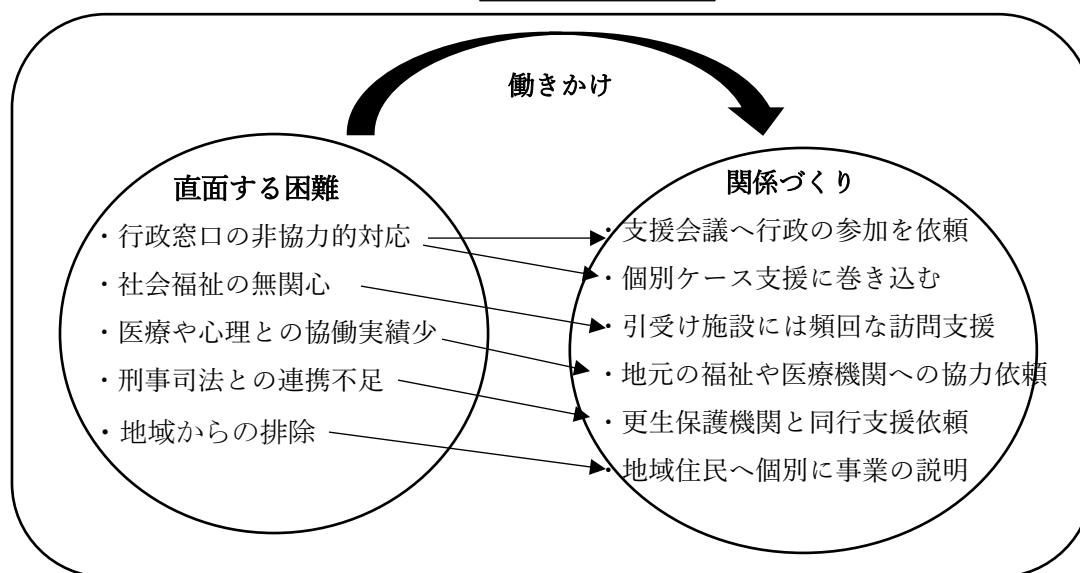 働きかけ
直面する困難
・行政窓口の非協力的対応
・社会福祉の無関心
・医療や心理との協働実績少
・刑事司法との連携不足
・地域からの排除
関係づくり
・支援会議へ行政の参加を依頼
・個別ケース支援に巻き込む
・引受け施設には頻回な訪問支援
・地元の福祉や医療機関への協力依頼
・更生保護機関と同行支援依頼
・地域住民へ個別に事業の説明